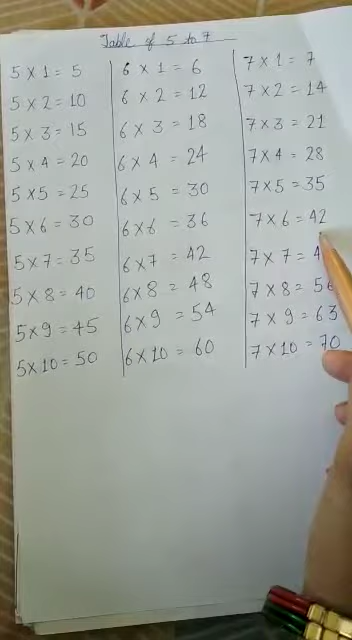 Table of 5 to 7
5 x 1 = 5
5 x 2 = 10
5 x 3 = 15
5 x 4 = 20
5 x 5 = 25
5 x 6 = 30
5 x 7 = 35
5 x 8 = 40
5 x 9 = 45
5 x 10 = 50
6 x 1 = 6
6 x 2 = 12
6 x 3 = 18
6 x 4 = 24
6 x 5 = 30
6 x 6 = 36
6 x 7 = 42
6 x 8 = 48
6 x 9 = 54
6 x 10 = 60
7 x 1 = 7
7 x 2 = 14
7 x 3 = 21
7 x 4 = 28
7 x 5 = 35
7 x 6 = 42
7 x 7 = 4
7 x 8 = 56
7 x 9 = 63
7 x 10 = 70